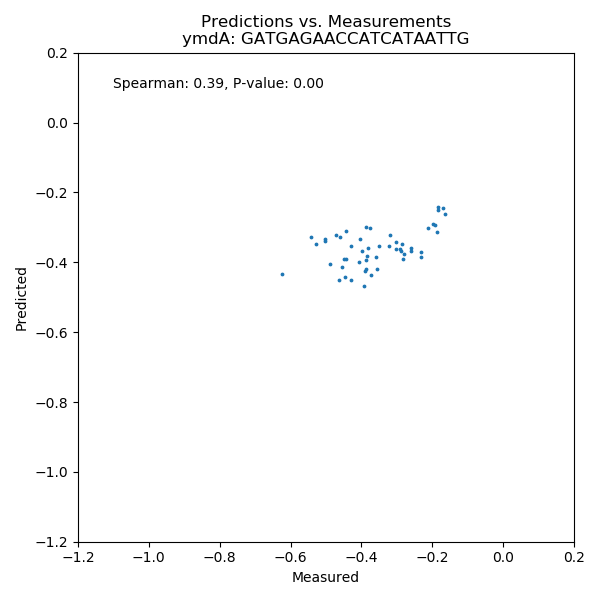 Predictions vs. Measurements
ymdA: GATGAGAACCATCATAATTG
Spearman: 0.39, P-value: 0.00
0.2
0.0
−0.2
−0.4
−0.6
−0.8
−1.0
−1.2
Predicted
−1.2 −1.0 −0.8 −0.6 −0.4 −0.2 0.0 0.2
Measured